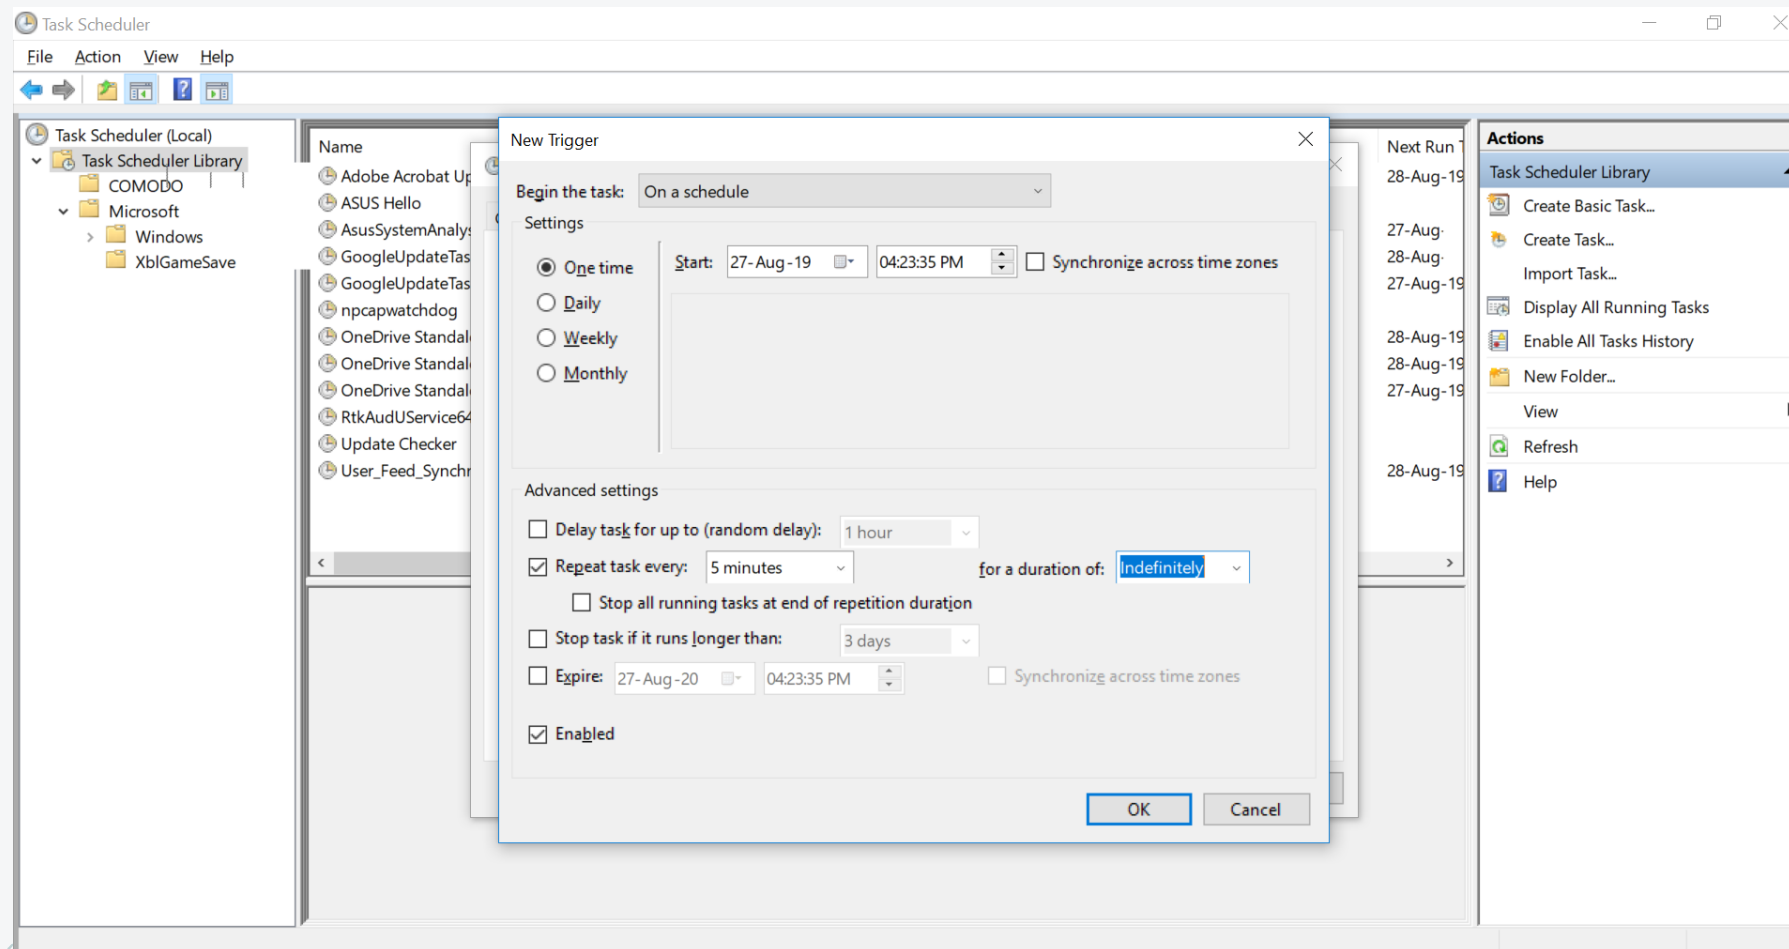 Task Scheduler
File Action View Help
Task Scheduler (Local)
Task Scheduler Library
COMODO
Microsoft
Windows
XblGameSave
Name
Adobe Acrobat Up
ASUS Hello
AsusSystemAnalys
GoogleUpdateTas
GoogleUpdateTas
npcapwatchdog
OneDrive Standal
OneDrive Standal
OneDrive Standal
RtkAudUService64
Update Checker
User_Feed_Synchr
New Trigger
Begin the task: On a schedule
Settings
One time
Daily
Weekly
Monthly
Start: 27-Aug-19 04:23:35 PM Synchronize across time zones
Advanced settings
Delay task for up to (random delay): 1 hour
Repeat task every: 5 minutes for a duration of: Indefinitely
Stop all running tasks at end of repetition duration
Stop task if it runs longer than: 3 days
Expire: 27-Aug-20 04:23:35 PM Synchronize across time zones
Enabled
OK Cancel
Next Run T
28-Aug-19
27-Aug-
28-Aug-
27-Aug-19
28-Aug-19
28-Aug-19
27-Aug-19
28-Aug-19
Actions
Task Scheduler Library
Create Basic Task...
Create Task...
Import Task...
Display All Running Tasks
Enable All Tasks History
New Folder...
View
Refresh
Help